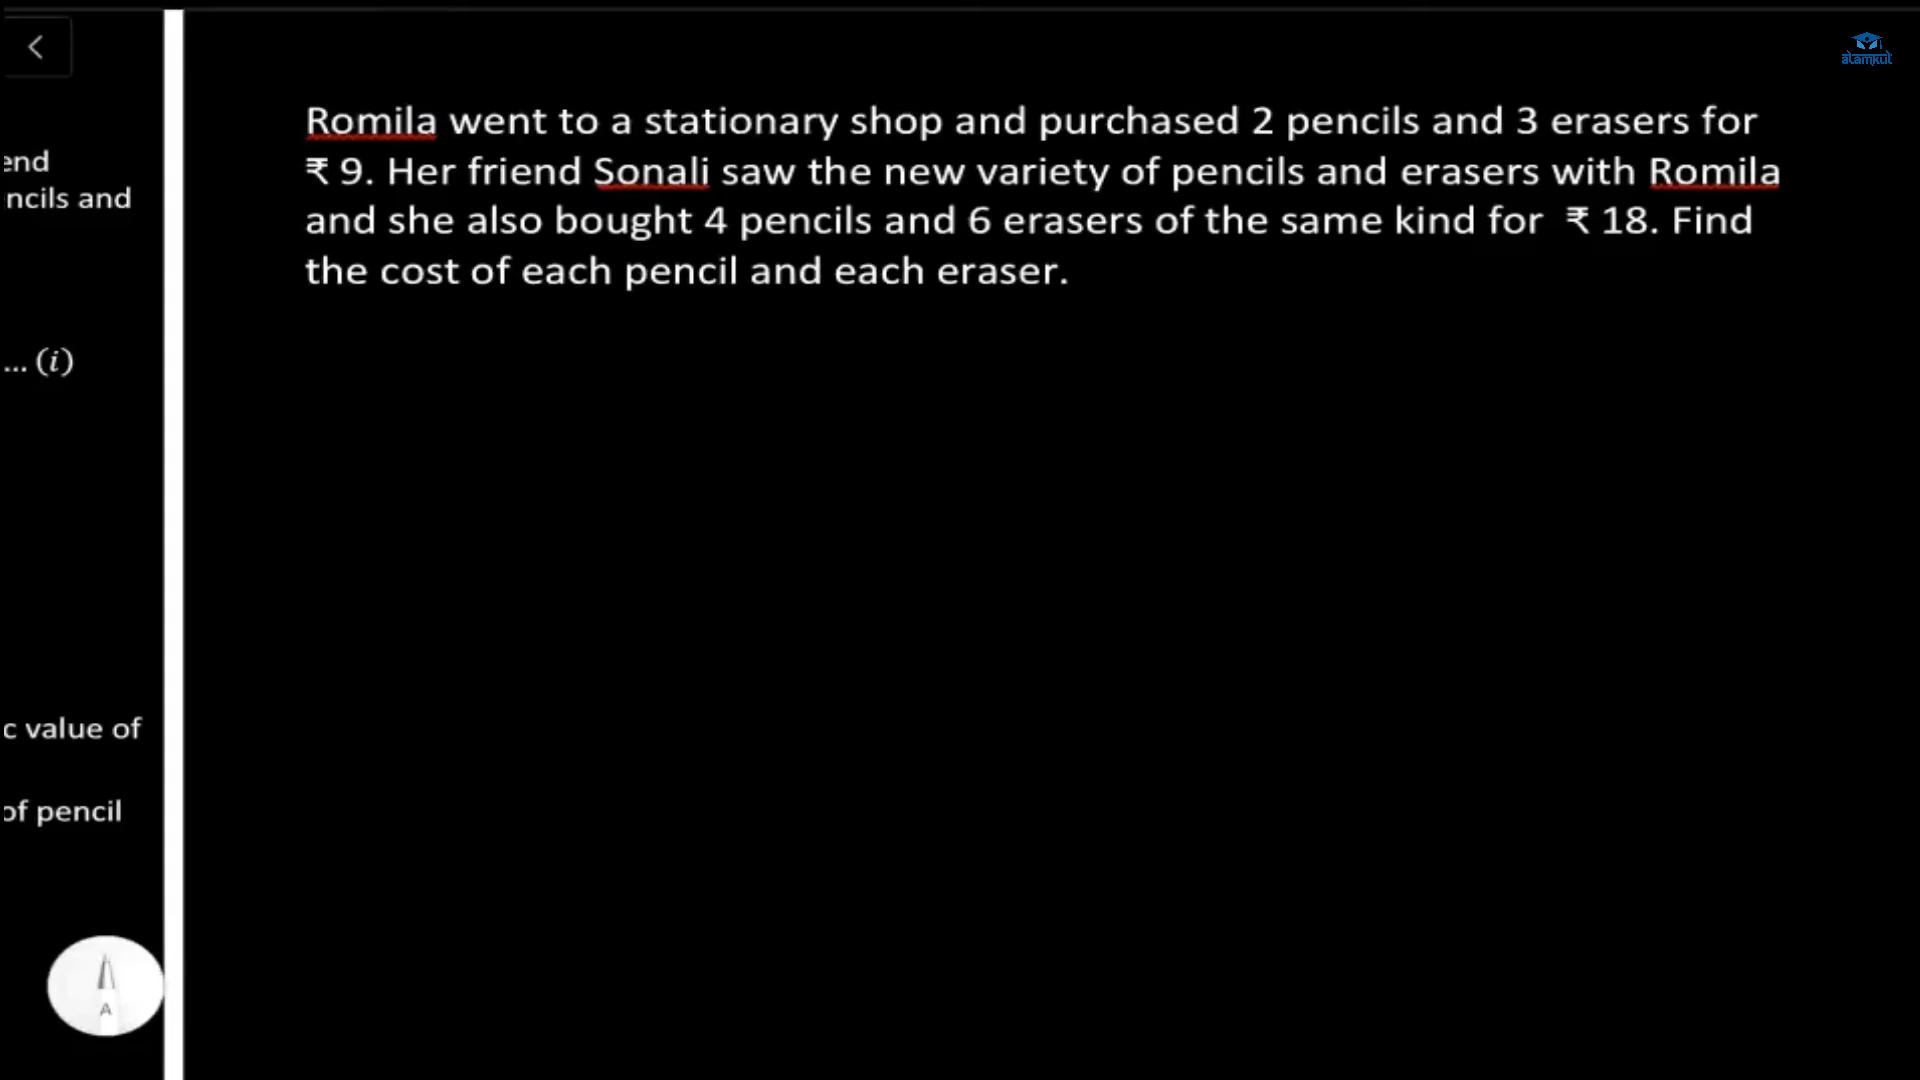 alamkul
Romila went to a stationary shop and purchased 2 pencils and 3 erasers for
₹ 9. Her friend Sonali saw the new variety of pencils and erasers with Romila
and she also bought 4 pencils and 6 erasers of the same kind for ₹ 18. Find
the cost of each pencil and each eraser.
end
ncils and
... (i)
c value of
of pencil
A